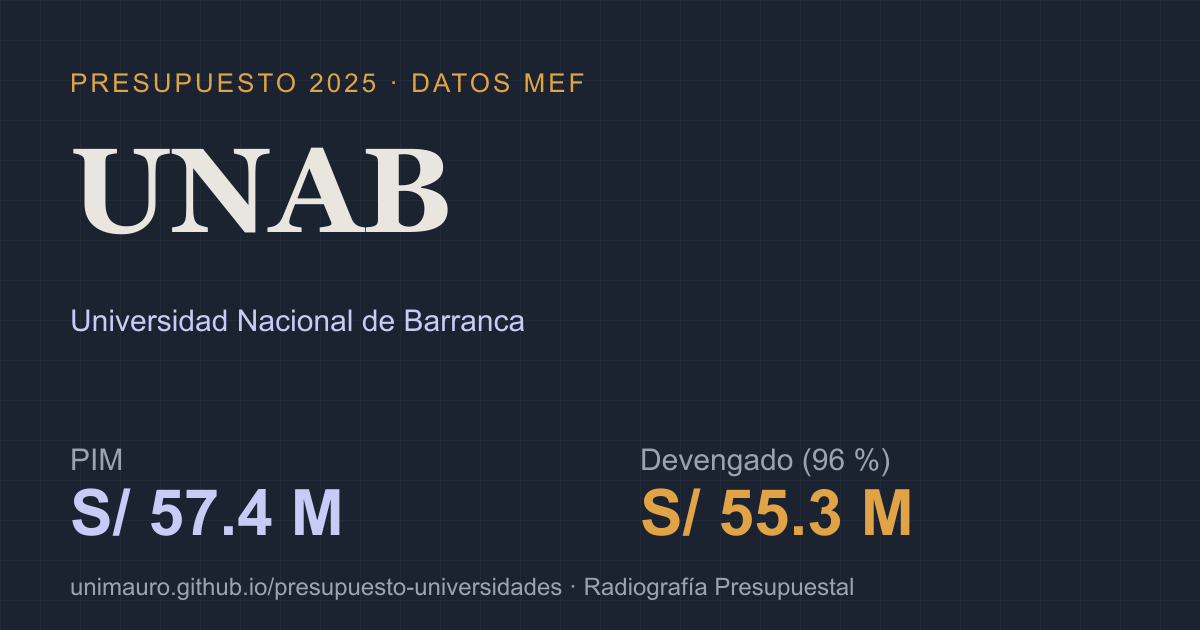 PRESUPUESTO 2025 · DATOS MEF
UNAB
Universidad Nacional de Barranca
PIM
S/ 57.4 M
Devengado (96 %)
S/ 55.3 M
unimauro.github.io/presupuesto-universidades · Radiografía Presupuestal